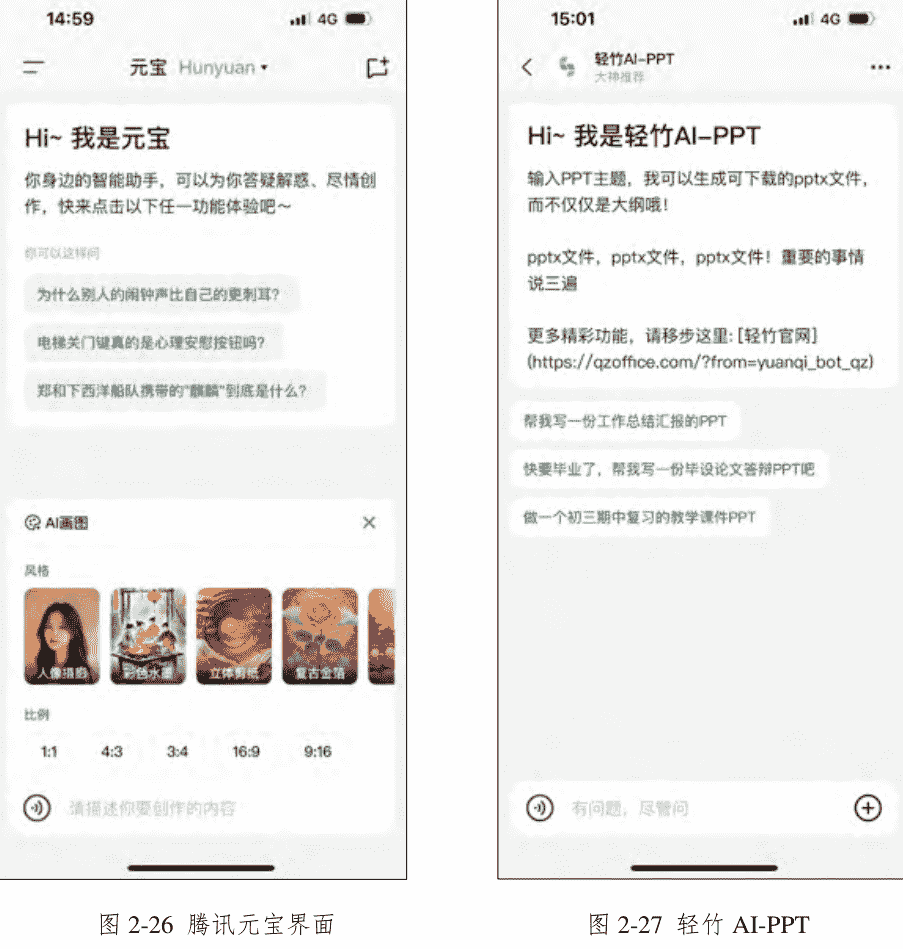 14:59
4G
元宝 Hunyuan
Hi~ 我是元宝
你身边的智能助手，可以为你答疑解惑、尽情创
作，快来点击以下任一功能体验吧～
你可以这样问
为什么别人的闹钟声比自己的更刺耳？
电梯关门键真的是心理安慰按钮吗？
郑和下西洋船队携带的“麒麟”到底是什么？
AI画图
风格
人像摄影
彩色水墨
立体剪纸
复古金箔
比例
1:1 4:3 3:4 16:9 9:16
请描述你要创作的内容
图 2-26 腾讯元宝界面
15:01
4G
轻竹AI-PPT
大神推荐
Hi~ 我是轻竹AI-PPT
输入PPT主题，我可以生成可下载的pptx文件，
而不仅仅是大纲哦！
pptx文件，pptx文件，pptx文件！重要的事情
说三遍
更多精彩功能，请移步这里：[轻竹官网]
(https://qzoffice.com/?from=yuanqi_bot_qz)
帮我写一份工作总结汇报的PPT
快要毕业了，帮我写一份毕设论文答辩PPT吧
做一个初三期中复习的教学课件PPT
有问题，尽管问
图 2-27 轻竹 AI-PPT